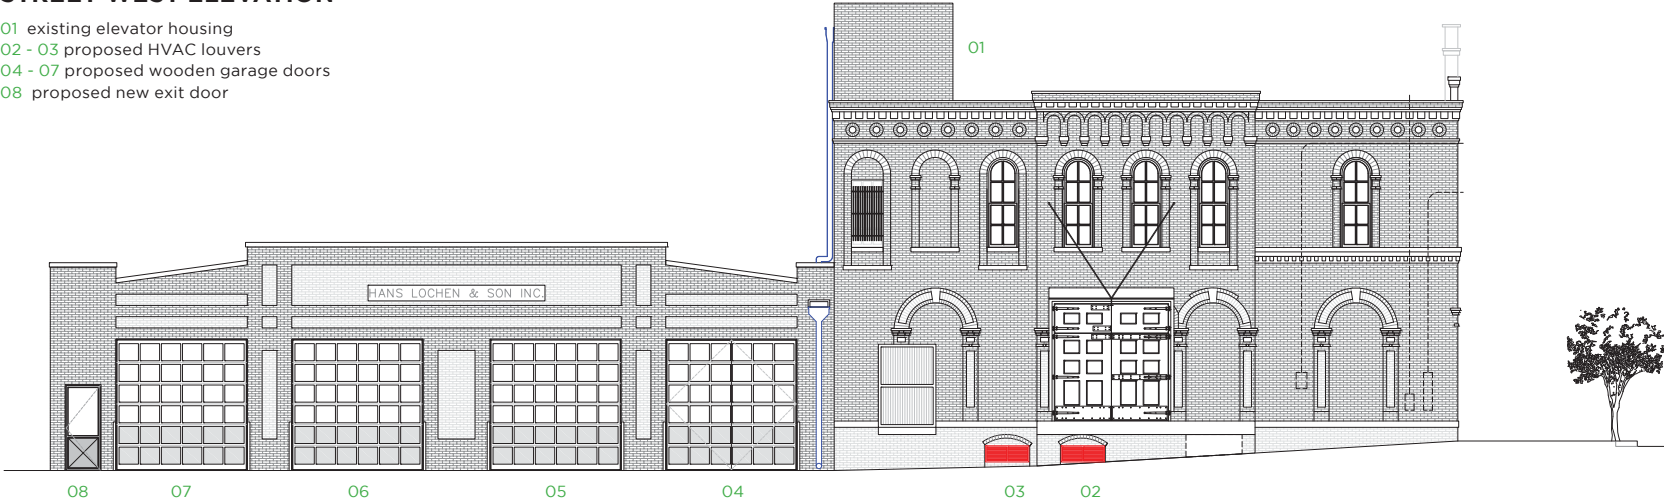 STREET WEST ELEVATION
01 existing elevator housing
02 - 03 proposed HVAC louvers
04 - 07 proposed wooden garage doors
08 proposed new exit door
01
HANS LOCHEN & SON INC.
08 07 06 05 04 03 02